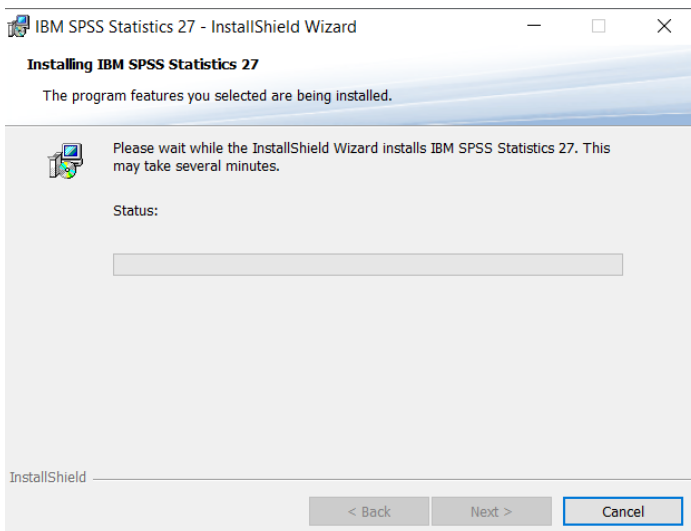 IBM SPSS Statistics 27 - InstallShield Wizard
Installing IBM SPSS Statistics 27
The program features you selected are being installed.
Please wait while the InstallShield Wizard installs IBM SPSS Statistics 27. This
may take several minutes.
Status:
InstallShield
< Back
Next >
Cancel